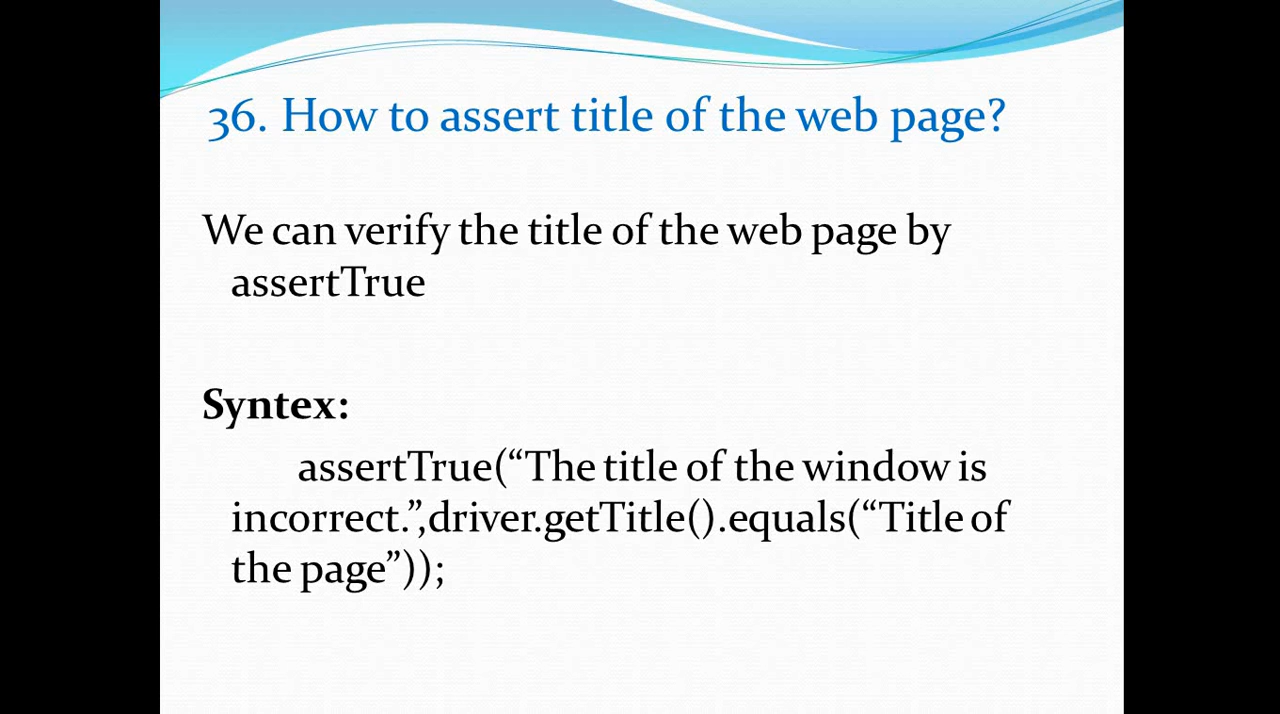 36. How to assert title of the web page?
We can verify the title of the web page by
assertTrue
Syntex:
assertTrue(“The title of the window is
incorrect.”,driver.getTitle().equals(“Title of
the page”));